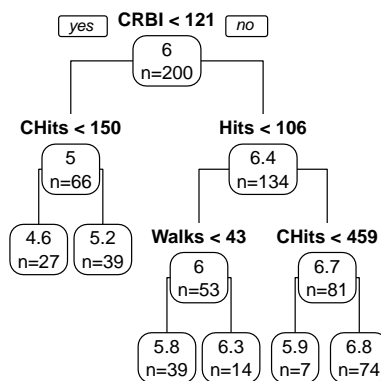 CRBI < 121
yes
no
6
n=200
CHits < 150
Hits < 106
5
n=66
6.4
n=134
Walks < 43
CHits < 459
4.6
n=27
5.2
n=39
6
n=53
6.7
n=81
5.8
n=39
6.3
n=14
5.9
n=7
6.8
n=74